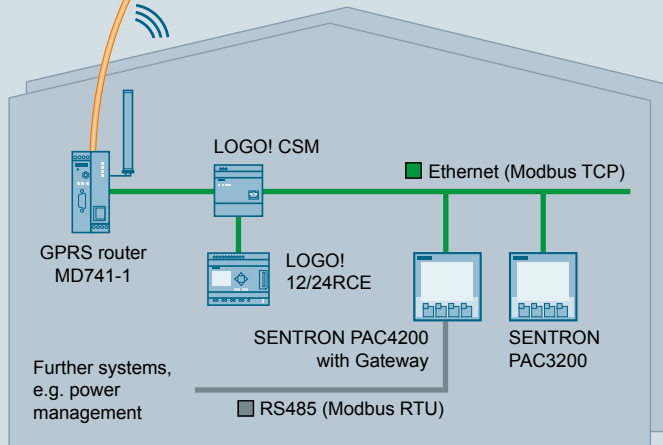 LOGO! CSM
Ethernet (Modbus TCP)
GPRS router
MD741-1
LOGO!
12/24RCE
SENTRON PAC4200
with Gateway
SENTRON
PAC3200
Further systems,
e.g. power
management
RS485 (Modbus RTU)